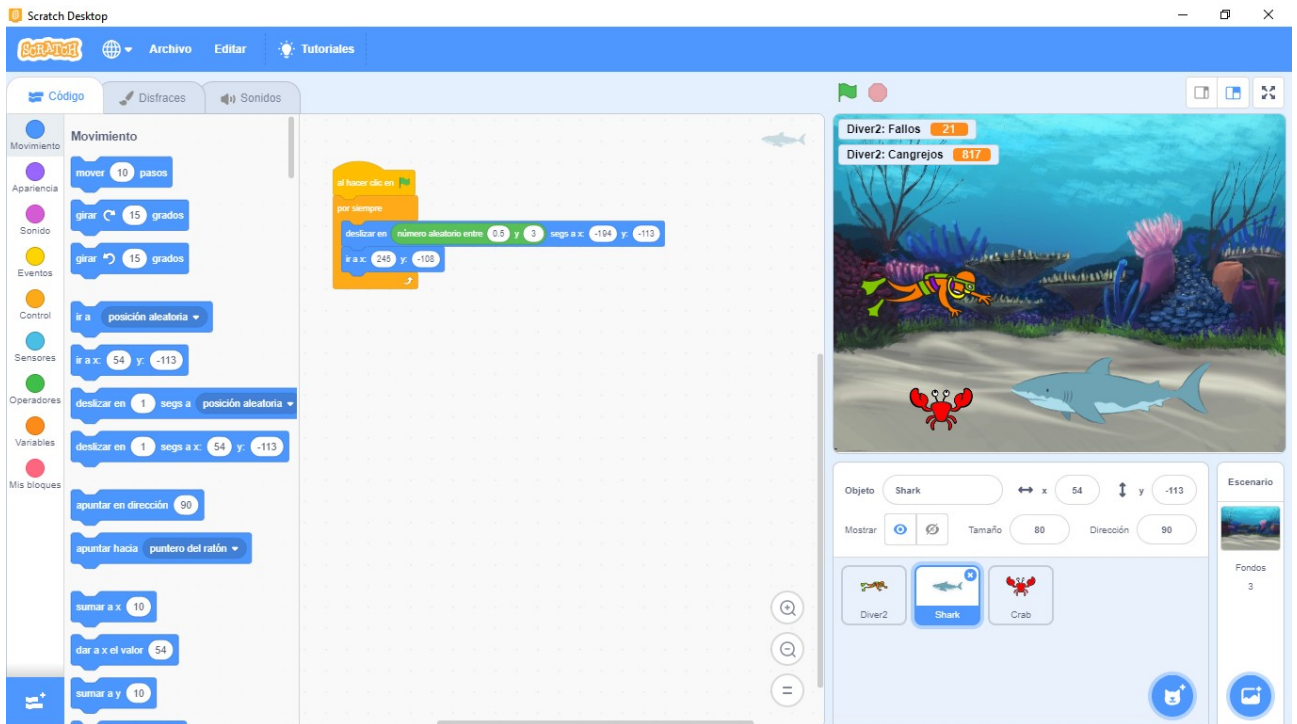 Scratch Desktop
SCRATCH
Archivo
Editar
Tutoriales
Código
Disfraces
Sonidos
Movimiento
Apariencia
Sonido
Eventos
Control
Sensores
Operadores
Variables
Mis bloques
Movimiento
mover 10 pasos
girar 15 grados
girar 15 grados
ir a posición aleatoria
ir a x: 54 y: -113
deslizar en 1 segs a posición aleatoria
deslizar en 1 segs a x: 54 y: -113
apuntar en dirección 90
apuntar hacia puntero del ratón
sumar a x 10
dar a x el valor 54
sumar a y 10
al hacer clic en
por siempre
deslizar en número aleatorio entre 0.5 y 3 segs a x: -194 y: -113
ir a x: 245 y: -108
Diver2: Fallos 21
Diver2: Cangrejos 817
Objeto Shark x 54 y -113
Mostrar Tamaño 80 Dirección 90
Diver2
Shark
Crab
Escenario
Fondos
3